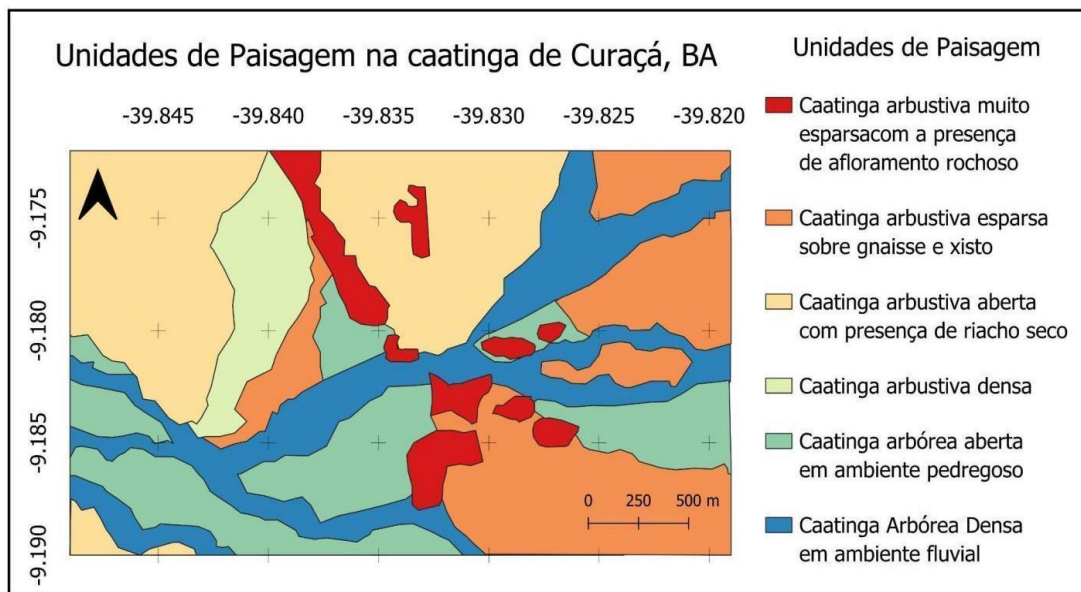 Unidades de Paisagem na caatinga de Curaçá, BA
-39.845 -39.840 -39.835 -39.830 -39.825 -39.820
-9.175
-9.180
-9.185
-9.190
0 250 500 m
Unidades de Paisagem
Caatinga arbustiva muito
esparsacom a presença
de afloramento rochoso
Caatinga arbustiva esparsa
sobre gnaisse e xisto
Caatinga arbustiva aberta
com presença de riacho seco
Caatinga arbustiva densa
Caatinga arbórea aberta
em ambiente pedregoso
Caatinga Arbórea Densa
em ambiente fluvial